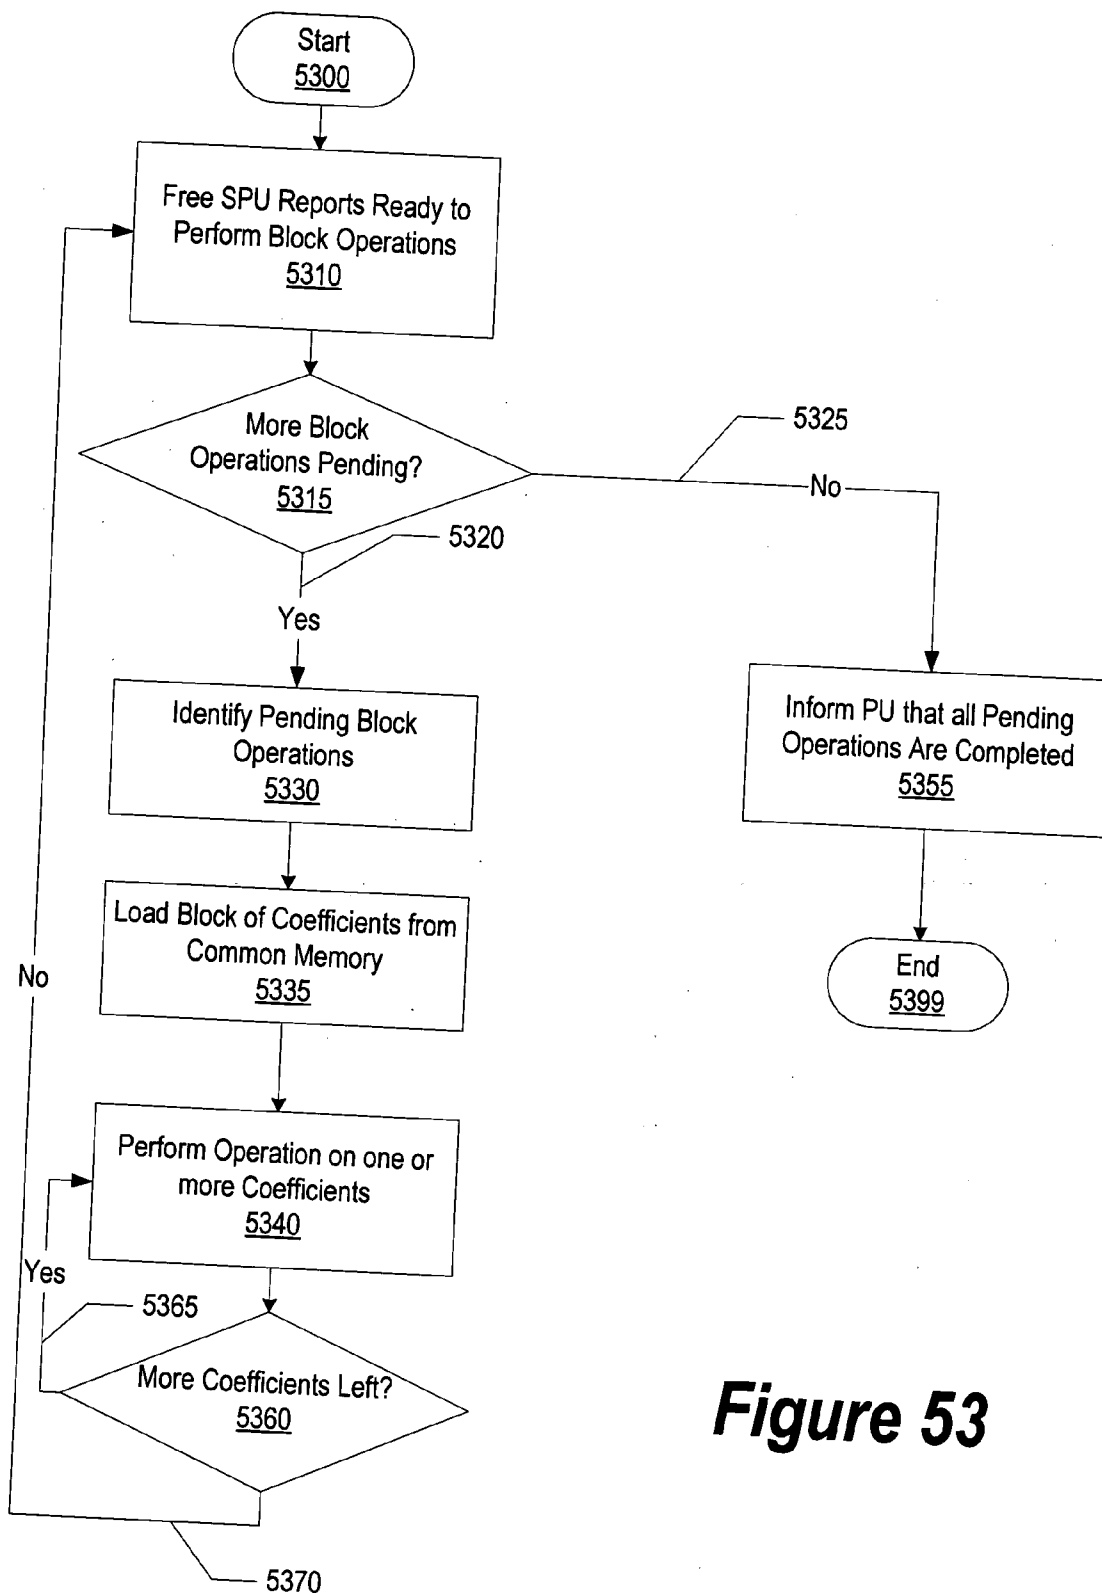 Start
5300
Free SPU Reports Ready to
Perform Block Operations
5310
More Block
Operations Pending?
5315
5325
No
5320
Yes
Identify Pending Block
Operations
5330
Inform PU that all Pending
Operations Are Completed
5355
Load Block of Coefficients from
Common Memory
5335
End
5399
No
Perform Operation on one or
more Coefficients
5340
Yes
5365
More Coefficients Left?
5360
5370
Figure 53